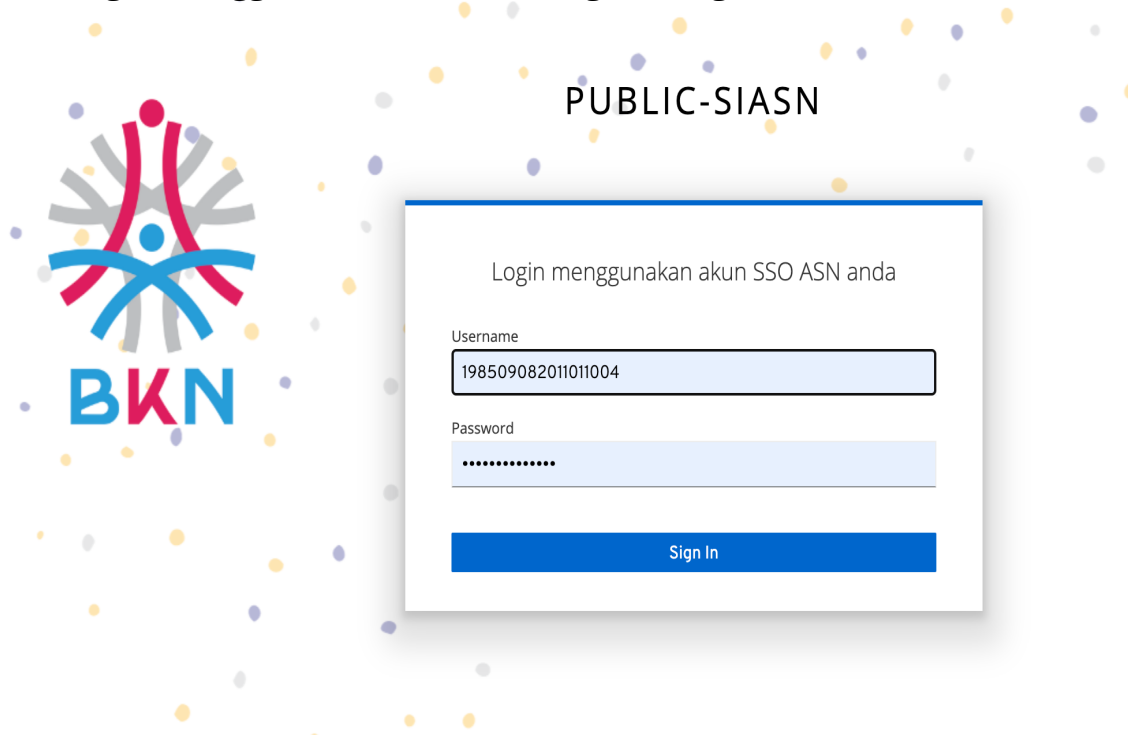 PUBLIC-SIASN
BKN
Login menggunakan akun SSO ASN anda
Username
198509082011011004
Password
••••••••••••••
Sign In